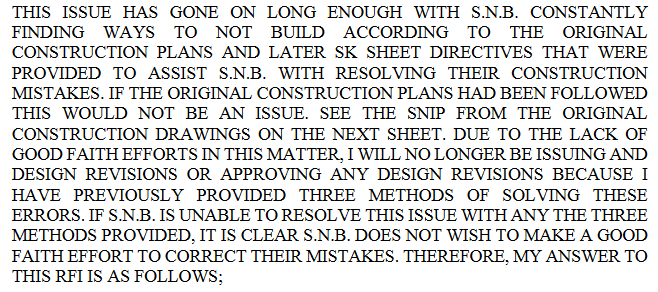 THIS ISSUE HAS GONE ON LONG ENOUGH WITH S.N.B. CONSTANTLY
FINDING WAYS TO NOT BUILD ACCORDING TO THE ORIGINAL
CONSTRUCTION PLANS AND LATER SK SHEET DIRECTIVES THAT WERE
PROVIDED TO ASSIST S.N.B. WITH RESOLVING THEIR CONSTRUCTION
MISTAKES. IF THE ORIGINAL CONSTRUCTION PLANS HAD BEEN FOLLOWED
THIS WOULD NOT BE AN ISSUE. SEE THE SNIP FROM THE ORIGINAL
CONSTRUCTION DRAWINGS ON THE NEXT SHEET. DUE TO THE LACK OF
GOOD FAITH EFFORTS IN THIS MATTER, I WILL NO LONGER BE ISSUING AND
DESIGN REVISIONS OR APPROVING ANY DESIGN REVISIONS BECAUSE I
HAVE PREVIOUSLY PROVIDED THREE METHODS OF SOLVING THESE
ERRORS. IF S.N.B. IS UNABLE TO RESOLVE THIS ISSUE WITH ANY THE THREE
METHODS PROVIDED, IT IS CLEAR S.N.B. DOES NOT WISH TO MAKE A GOOD
FAITH EFFORT TO CORRECT THEIR MISTAKES. THEREFORE, MY ANSWER TO
THIS RFI IS AS FOLLOWS;